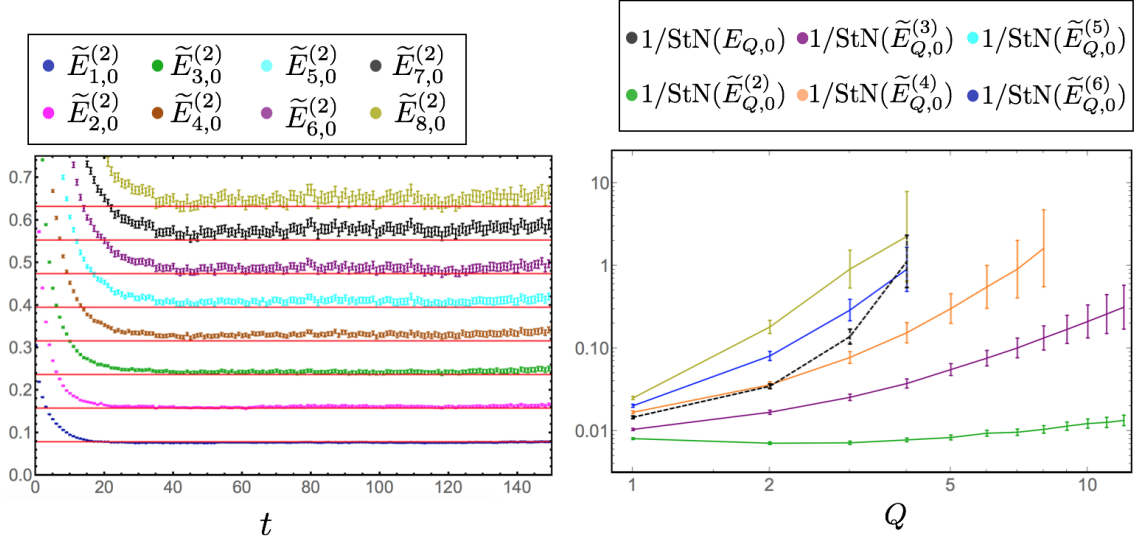 Ẽ_{1,0}^{(2)} Ẽ_{3,0}^{(2)} Ẽ_{5,0}^{(2)} Ẽ_{7,0}^{(2)}
Ẽ_{2,0}^{(2)} Ẽ_{4,0}^{(2)} Ẽ_{6,0}^{(2)} Ẽ_{8,0}^{(2)}
0.7
0.6
0.5
0.4
0.3
0.2
0.1
0.0
0 20 40 60 80 100 120 140
t
1/StN(E_{Q,0}) 1/StN(Ẽ_{Q,0}^{(3)}) 1/StN(Ẽ_{Q,0}^{(5)})
1/StN(Ẽ_{Q,0}^{(2)}) 1/StN(Ẽ_{Q,0}^{(4)}) 1/StN(Ẽ_{Q,0}^{(6)})
10
1
0.10
0.01
1 2 5 10
Q